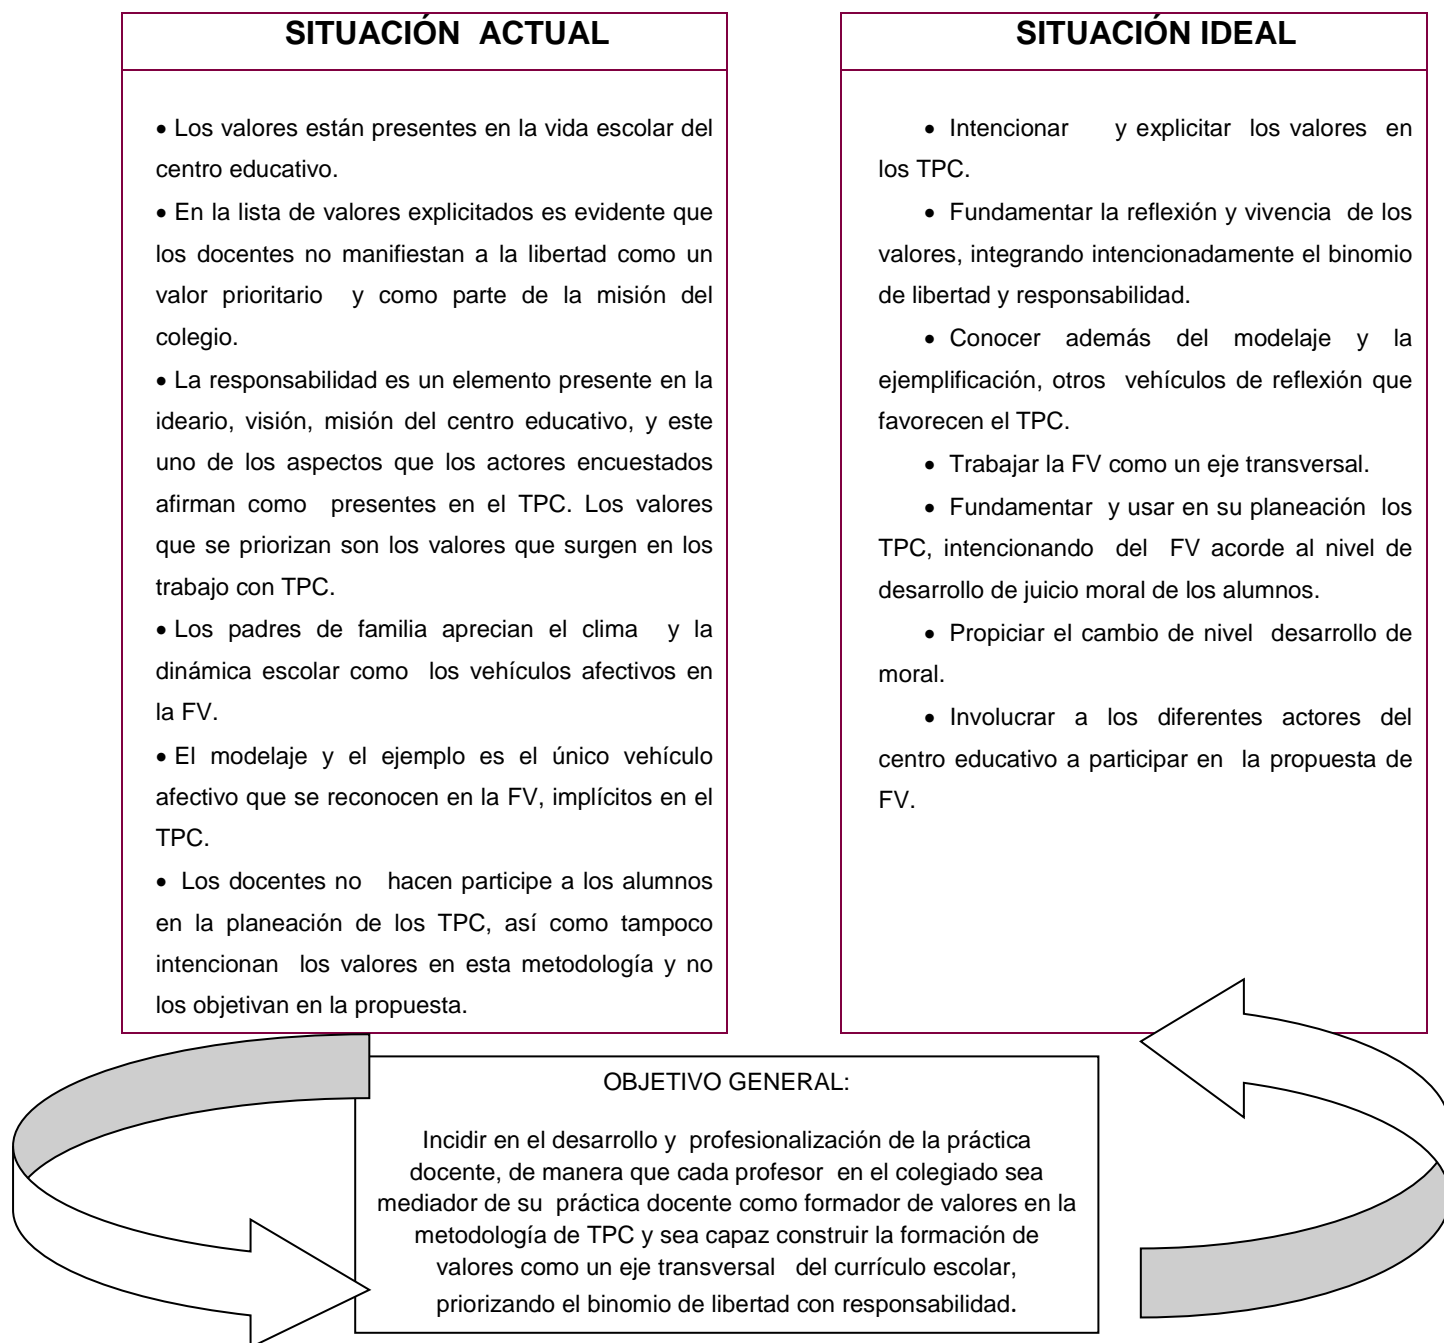 SITUACIÓN ACTUAL
• Los valores están presentes en la vida escolar del
centro educativo.
• En la lista de valores explicitados es evidente que
los docentes no manifiestan a la libertad como un
valor prioritario y como parte de la misión del
colegio.
• La responsabilidad es un elemento presente en la
ideario, visión, misión del centro educativo, y este
uno de los aspectos que los actores encuestados
afirman como presentes en el TPC. Los valores
que se priorizan son los valores que surgen en los
trabajo con TPC.
• Los padres de familia aprecian el clima y la
dinámica escolar como los vehículos afectivos en
la FV.
• El modelaje y el ejemplo es el único vehículo
afectivo que se reconocen en la FV, implícitos en el
TPC.
• Los docentes no hacen participe a los alumnos
en la planeación de los TPC, así como tampoco
intencionan los valores en esta metodología y no
los objetivan en la propuesta.
SITUACIÓN IDEAL
• Intencionar y explicitar los valores en
los TPC.
• Fundamentar la reflexión y vivencia de los
valores, integrando intencionadamente el binomio
de libertad y responsabilidad.
• Conocer además del modelaje y la
ejemplificación, otros vehículos de reflexión que
favorecen el TPC.
• Trabajar la FV como un eje transversal.
• Fundamentar y usar en su planeación los
TPC, intencionando del FV acorde al nivel de
desarrollo de juicio moral de los alumnos.
• Propiciar el cambio de nivel desarrollo de
moral.
• Involucrar a los diferentes actores del
centro educativo a participar en la propuesta de
FV.
OBJETIVO GENERAL:
Incidir en el desarrollo y profesionalización de la práctica
docente, de manera que cada profesor en el colegiado sea
mediador de su práctica docente como formador de valores en la
metodología de TPC y sea capaz construir la formación de
valores como un eje transversal del currículo escolar,
priorizando el binomio de libertad con responsabilidad.